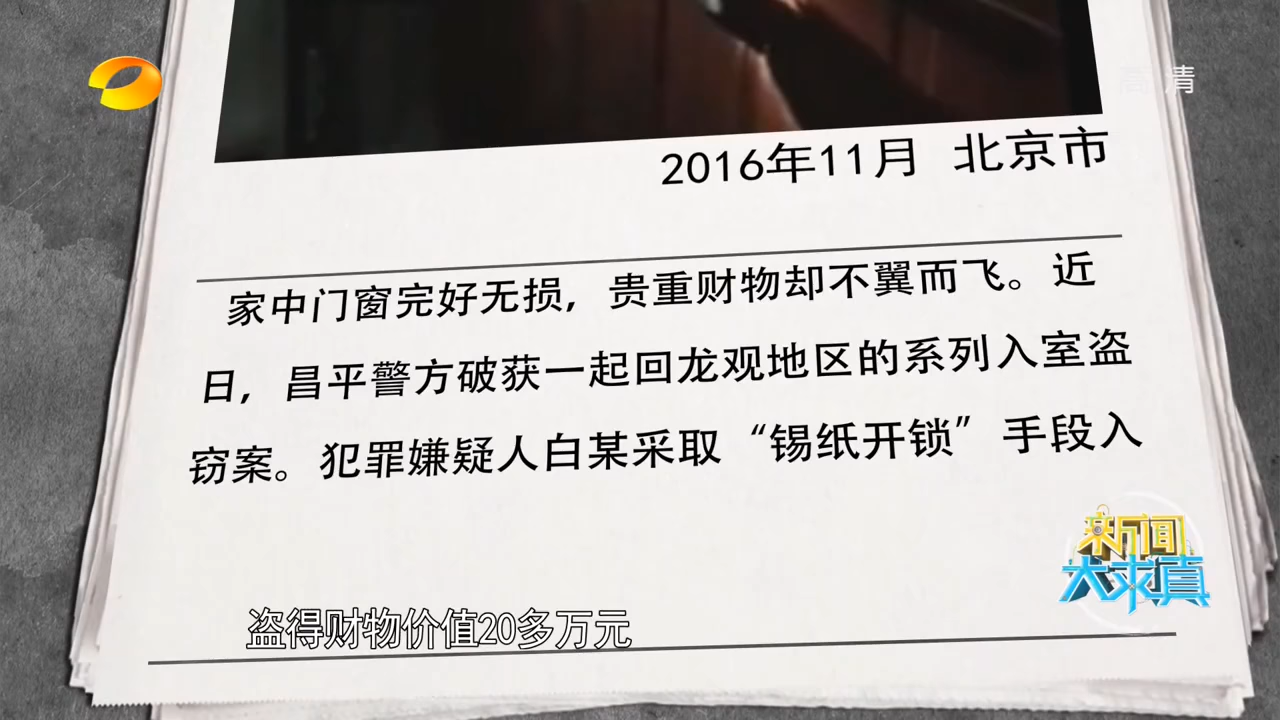 高清
2016年11月 北京市
家中门窗完好无损，贵重财物却不翼而飞。近
日，昌平警方破获一起回龙观地区的系列入室盗
窃案。犯罪嫌疑人白某采取“锡纸开锁”手段入
新闻
大求真
盗得财物价值20多万元